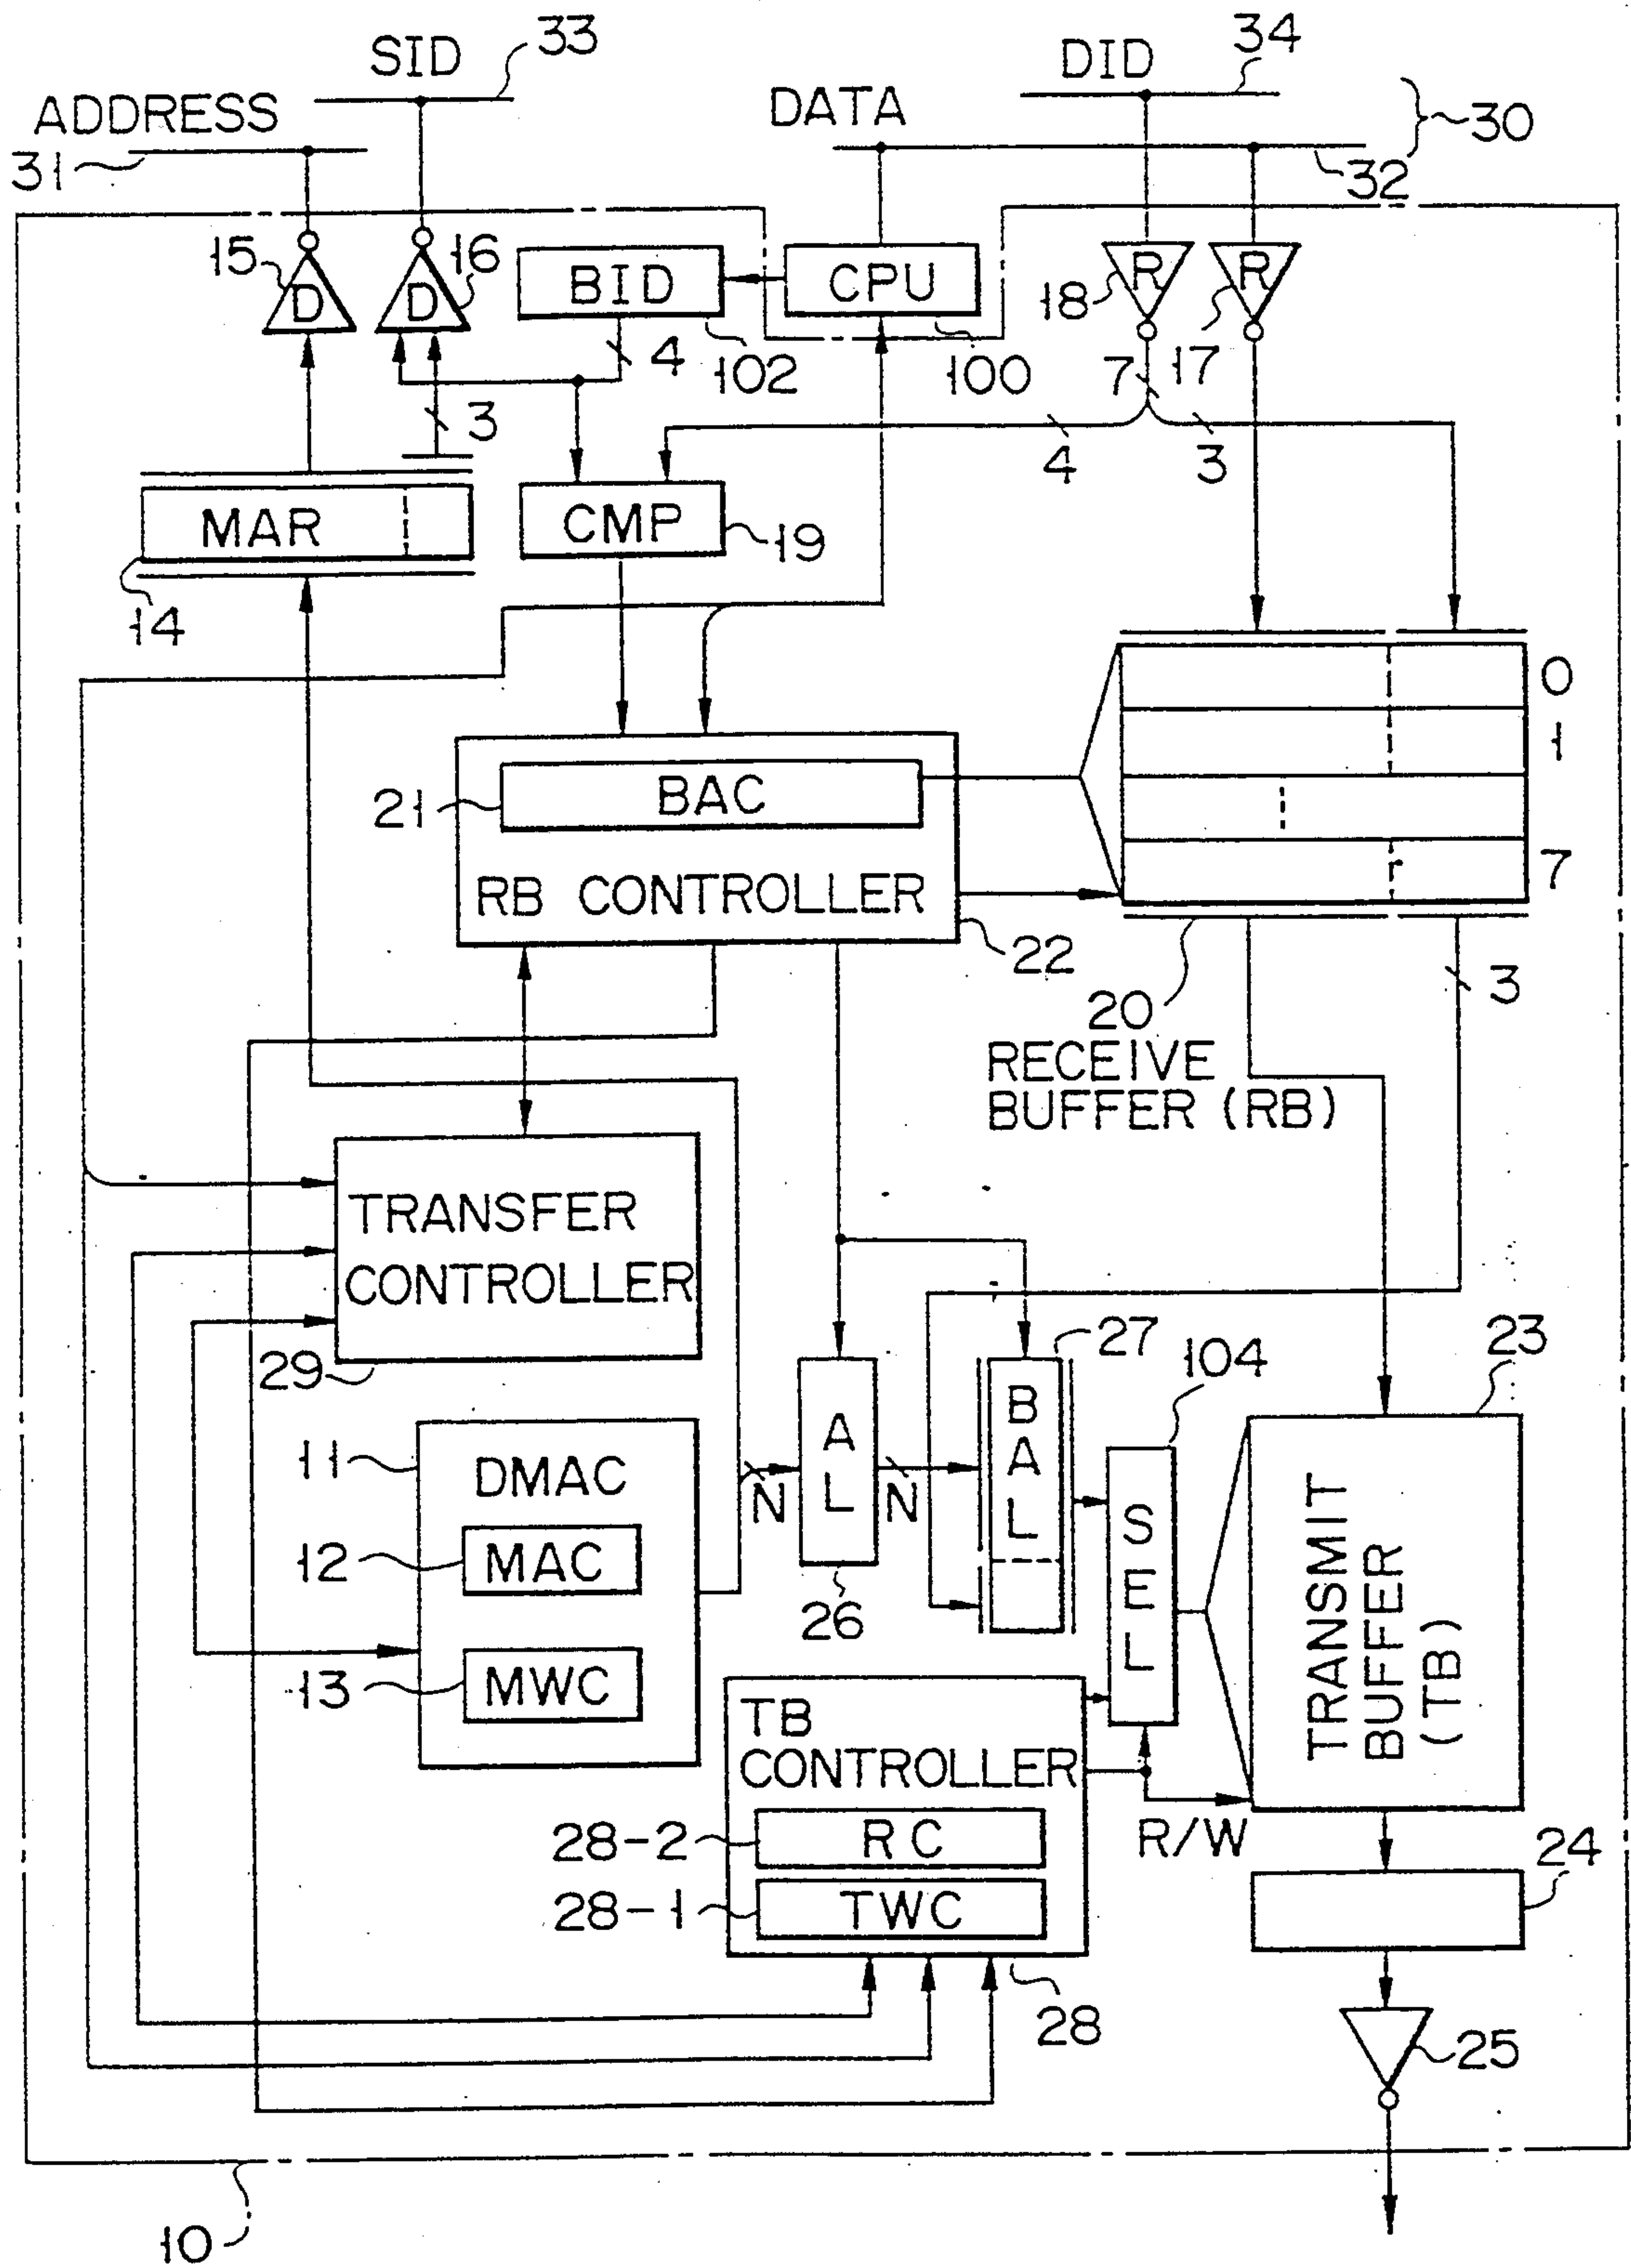 SID
33
DID
34
ADDRESS
DATA
30
31
32
15
D
D
16
BID
CPU
R
R
18
17
4
102
100
7
3
4
3
MAR
CMP
19
14
0
1
21
BAC
7
RB CONTROLLER
22
20
3
RECEIVE
BUFFER (RB)
TRANSFER
CONTROLLER
29
27
104
23
11
DMAC
N
AL
N
BAL
SEL
TRANSMIT
BUFFER
(TB)
12
MAC
26
13
MWC
TB
CONTROLLER
R/W
28-2
RC
24
28-1
TWC
28
25
10